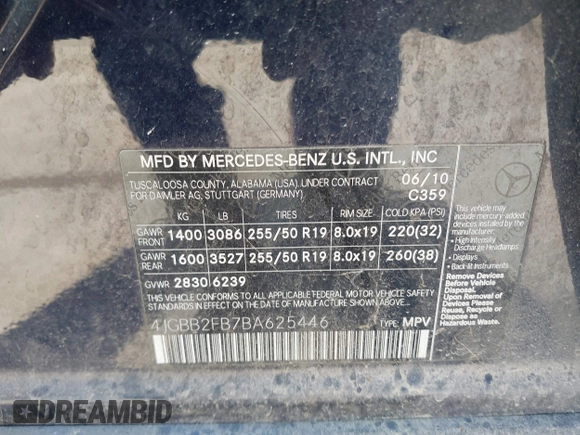 MFD BY MERCEDES-BENZ U.S. INTL., INC
TUSCALOOSA COUNTY, ALABAMA (USA). UNDER CONTRACT 06/10
FOR DAIMLER AG; STUTTGART (GERMANY) C359
KG LB TIRES RIM SIZE COLD KPA (PSI)
GAWR FRONT 1400 3086 255/50 R19 8.0x19 220(32)
GAWR REAR 1600 3527 255/50 R19 8.0x19 260(38)
GVWR 2830 6239
THIS VEHICLE CONFORMS TO ALL APPLICABLE U.S. FEDERAL MOTOR
VEHICLE SAFETY STANDARDS IN EFFECT ON THE DATE OF MANUFACTURE
SHOWN ABOVE.
4JGBB2FB7BA625446 TYPE: MPV
This vehicle may
include mercury-
added devices
installed by the
manufacturer:
• High Intensity
Discharge Headlamps
• Displays
• Back-lit Instruments
Remove Devices
Before Vehicle
Disposal.
Upon Removal of
Devices Please
Reuse, Recycle or
Dispose as
Hazardous Waste.
DREAMBID